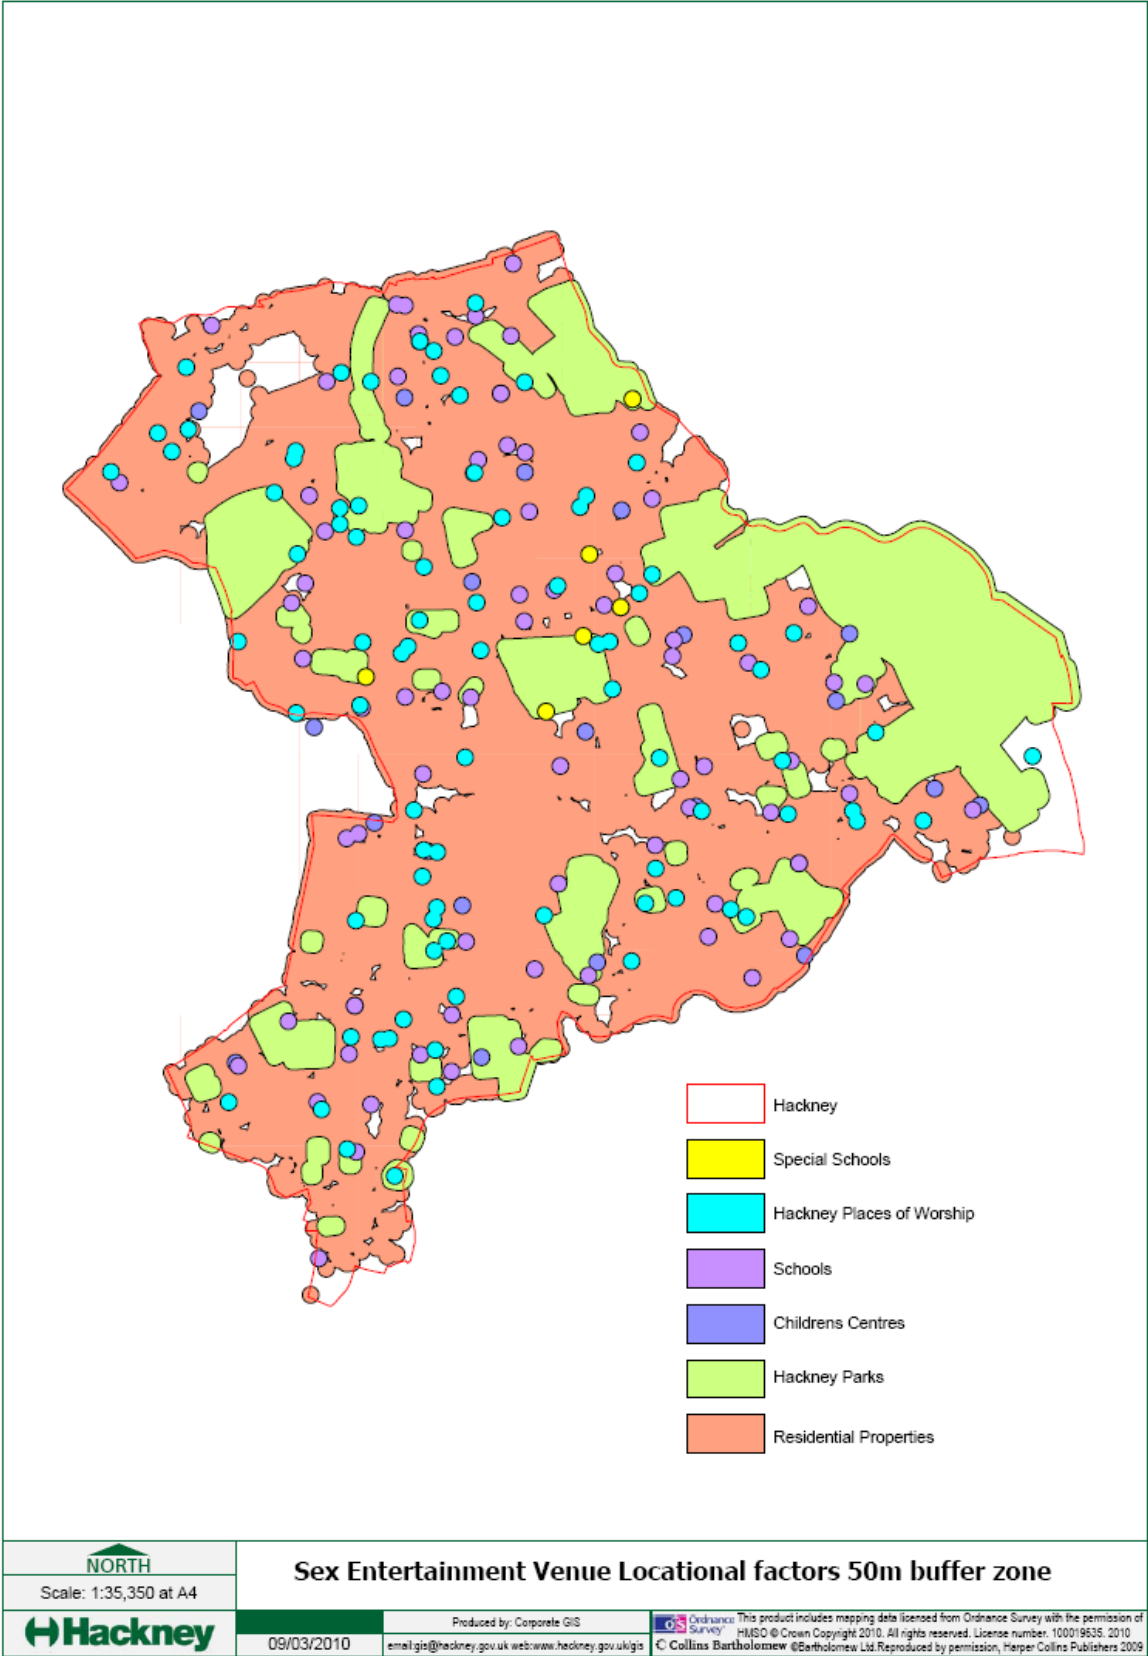 Hackney
Special Schools
Hackney Places of Worship
Schools
Childrens Centres
Hackney Parks
Residential Properties
NORTH
Scale: 1:35,350 at A4
Sex Entertainment Venue Locational factors 50m buffer zone
Hackney
09/03/2010
Produced by: Corporate GIS
email:gis@hackney.gov.uk web:www.hackney.gov.uk/gis
OS Ordnance Survey
This product includes mapping data licensed from Ordnance Survey with the permission of
HMSO © Crown Copyright 2010. All rights reserved. License number. 100019635. 2010
© Collins Bartholomew ©Bartholomew Ltd.Reproduced by permission, Harper Collins Publishers 2009